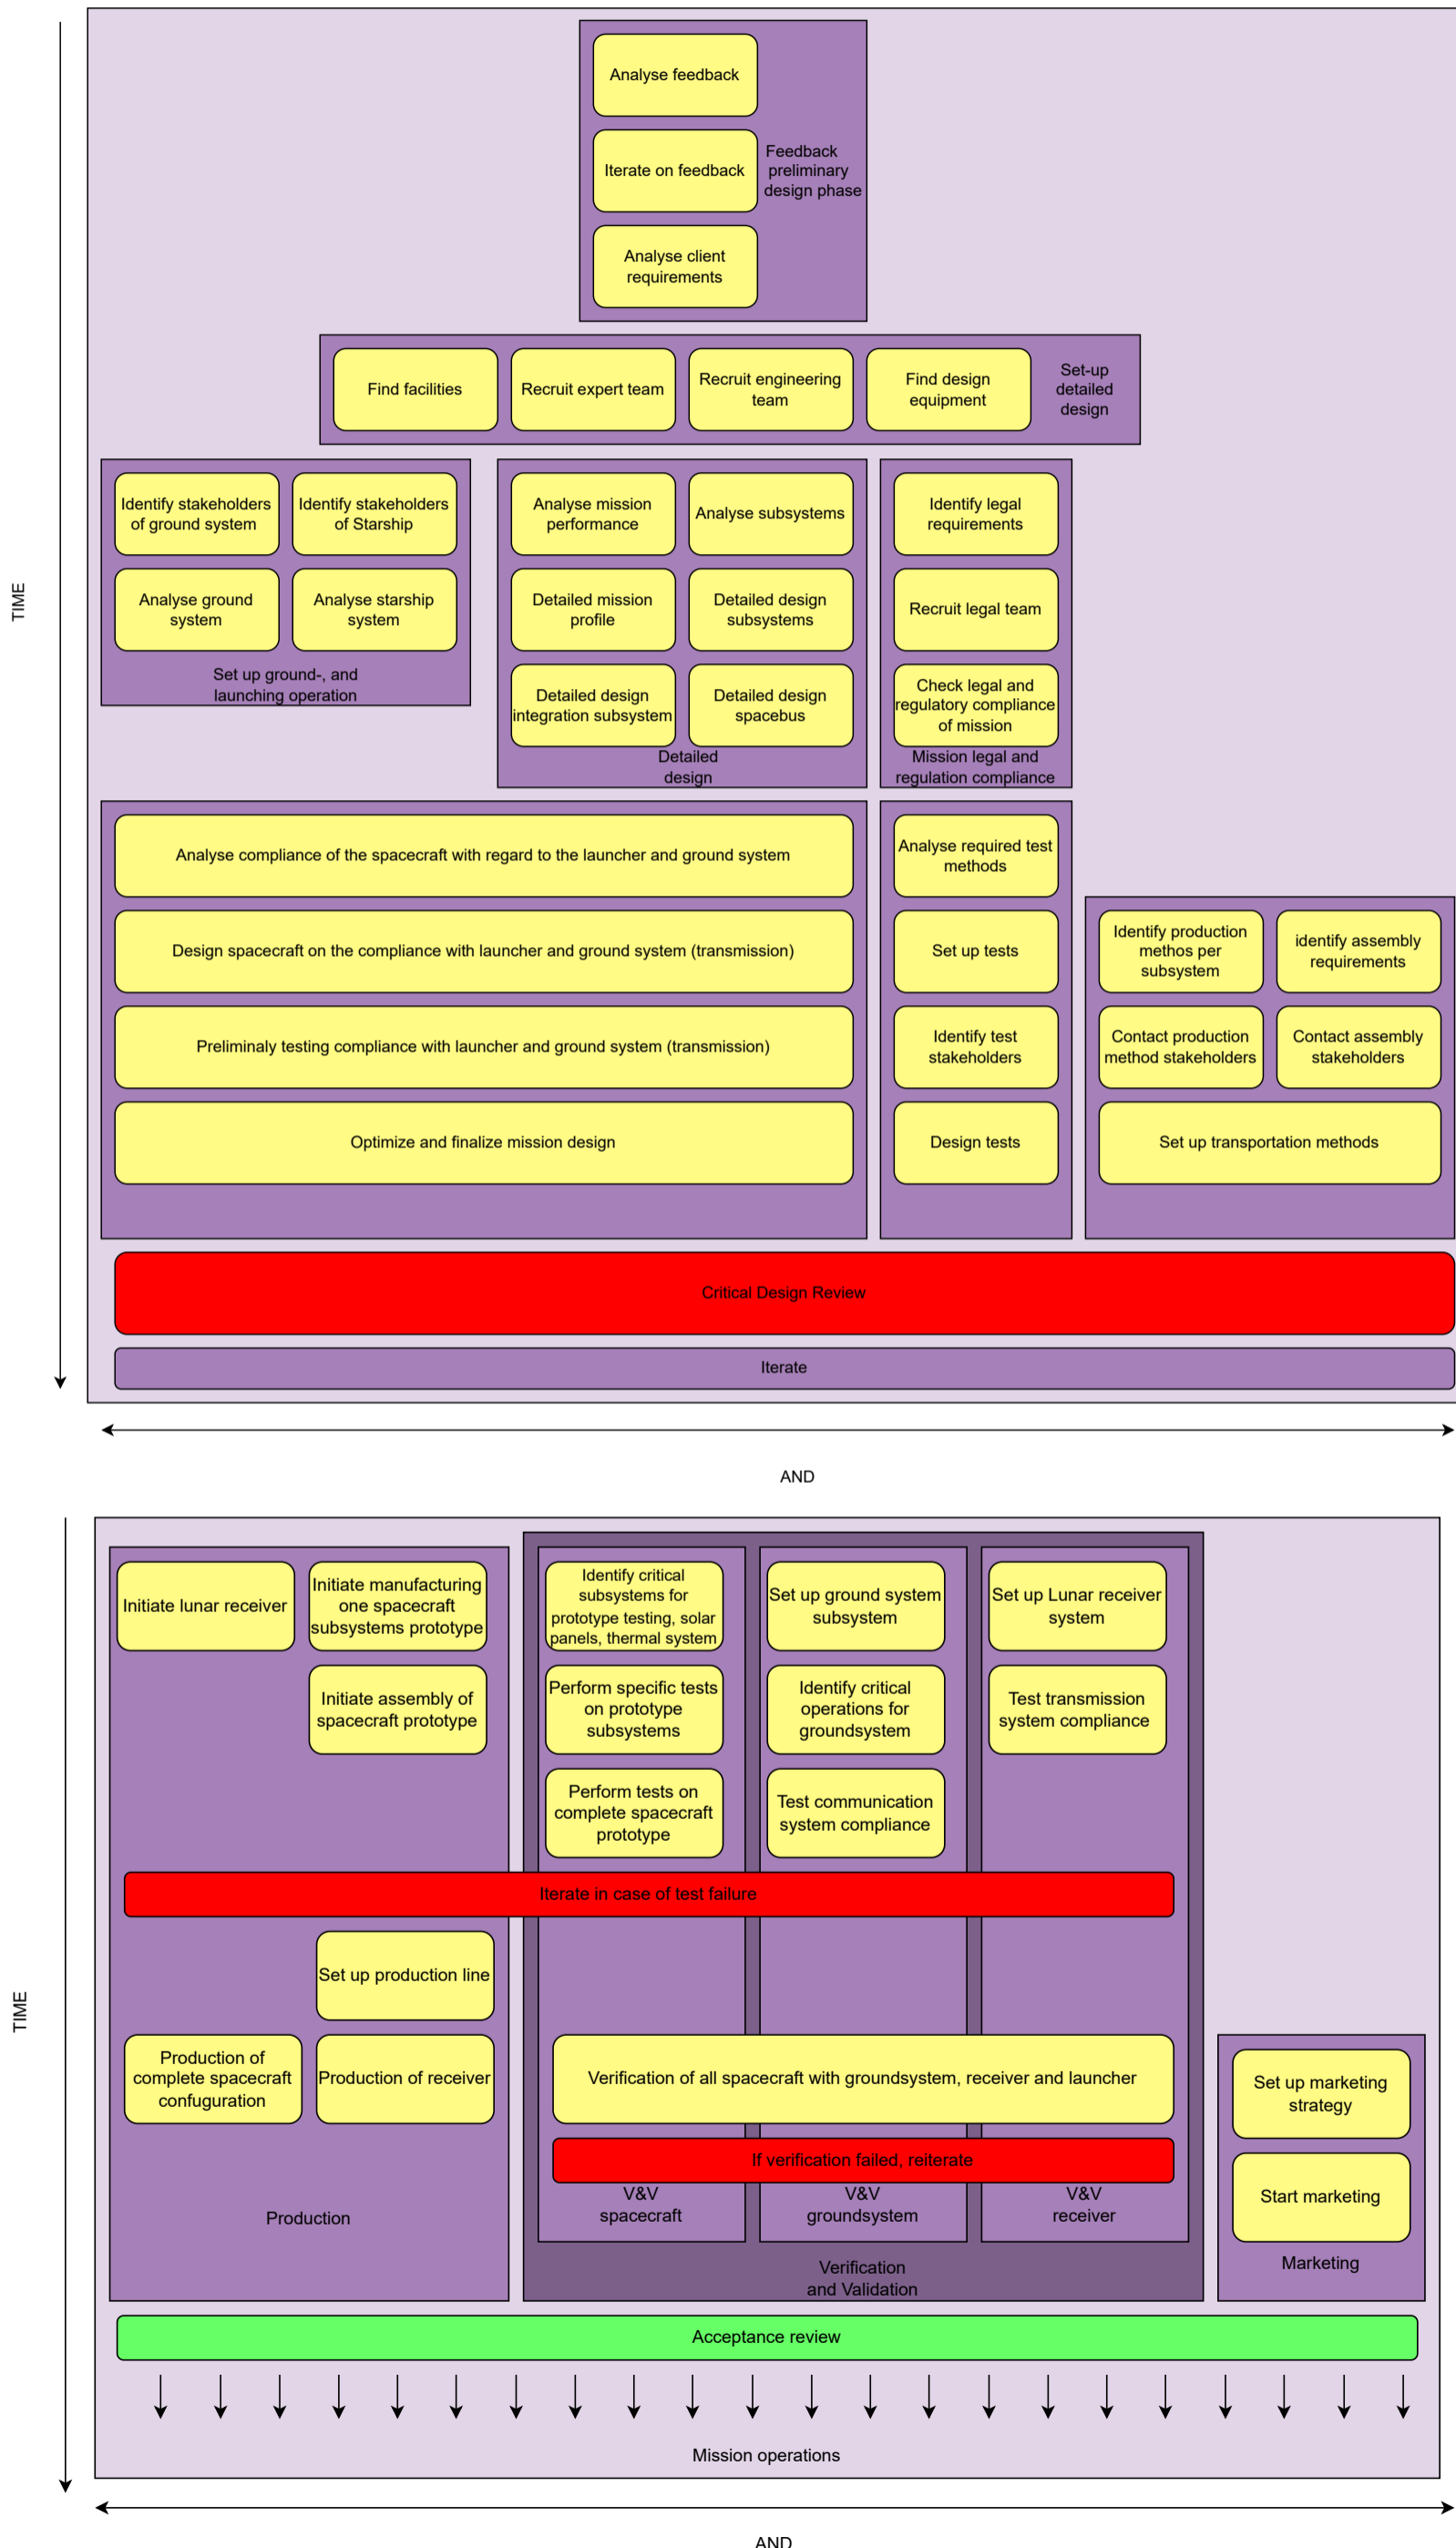 Analyse feedback
Iterate on feedback
Feedback
preliminary
design phase
Analyse client
requirements
Find facilities
Recruit expert team
Recruit engineering
team
Find design
equipment
Set-up
detailed
design
Identify stakeholders
of ground system
Identify stakeholders
of Starship
Analyse ground
system
Analyse starship
system
Set up ground-, and
launching operation
Analyse mission
performance
Analyse subsystems
Detailed mission
profile
Detailed design
subsystems
Detailed design
integration subsystem
Detailed design
spacebus
Detailed
design
Identify legal
requirements
Recruit legal team
Check legal and
regulatory compliance
of mission
Mission legal and
regulation compliance
TIME
Analyse compliance of the spacecraft with regard to the launcher and ground system
Design spacecraft on the compliance with launcher and ground system (transmission)
Preliminaly testing compliance with launcher and ground system (transmission)
Optimize and finalize mission design
Analyse required test
methods
Set up tests
Identify test
stakeholders
Design tests
Identify production
methos per
subsystem
identify assembly
requirements
Contact production
method stakeholders
Contact assembly
stakeholders
Set up transportation methods
Critical Design Review
Iterate
AND
Initiate lunar receiver
Initiate manufacturing
one spacecraft
subsystems prototype
Initiate assembly of
spacecraft prototype
Identify critical
subsystems for
prototype testing, solar
panels, thermal system
Perform specific tests
on prototype
subsystems
Perform tests on
complete spacecraft
prototype
Set up ground system
subsystem
Identify critical
operations for
groundsystem
Test communication
system compliance
Set up Lunar receiver
system
Test transmission
system compliance
Iterate in case of test failure
TIME
Set up production line
Production of
complete spacecraft
confuguration
Production of receiver
Production
Verification of all spacecraft with groundsystem, receiver and launcher
If verification failed, reiterate
V&V
spacecraft
V&V
groundsystem
V&V
receiver
Verification
and Validation
Set up marketing
strategy
Start marketing
Marketing
Acceptance review
Mission operations
AND